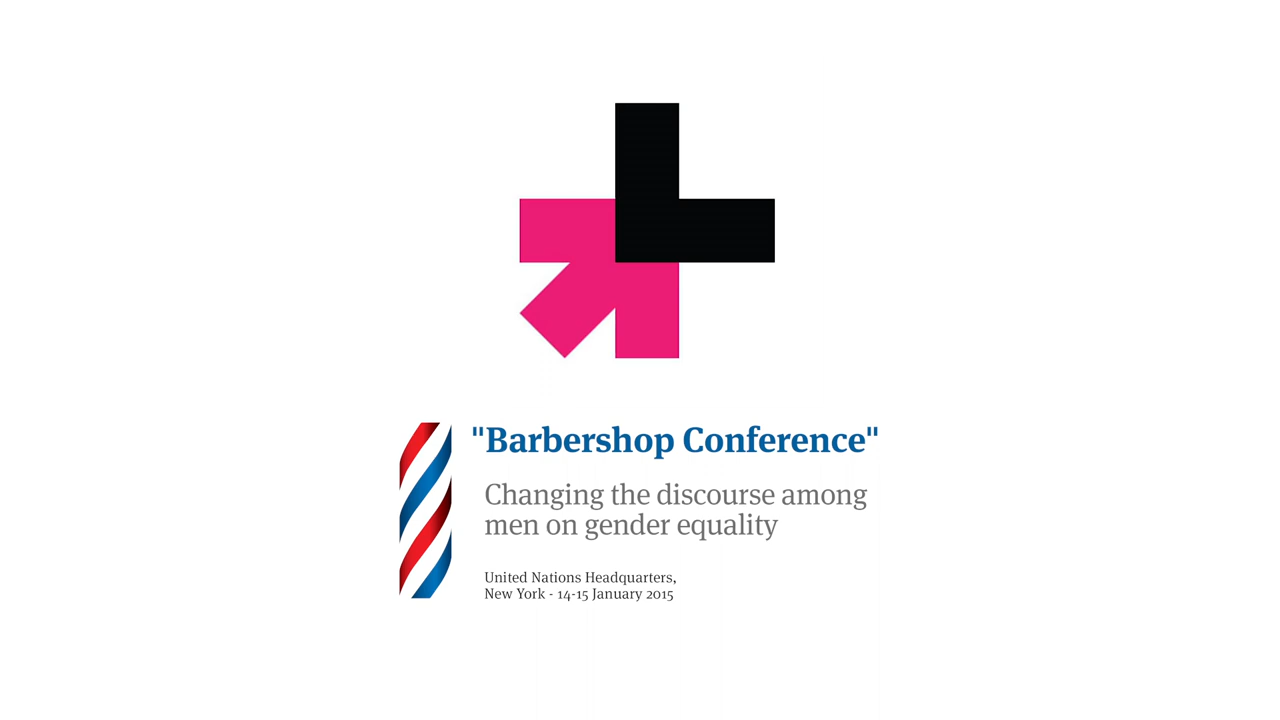 "Barbershop Conference"
Changing the discourse among
men on gender equality
United Nations Headquarters,
New York - 14-15 January 2015